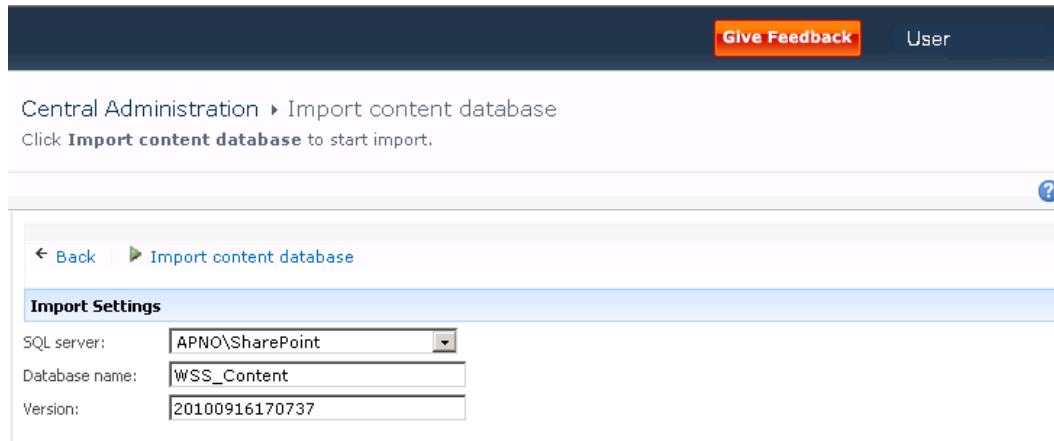 Give Feedback User
Central Administration ▸ Import content database
Click Import content database to start import.
Back Import content database
Import Settings
SQL server: APNO\SharePoint
Database name: WSS_Content
Version: 20100916170737